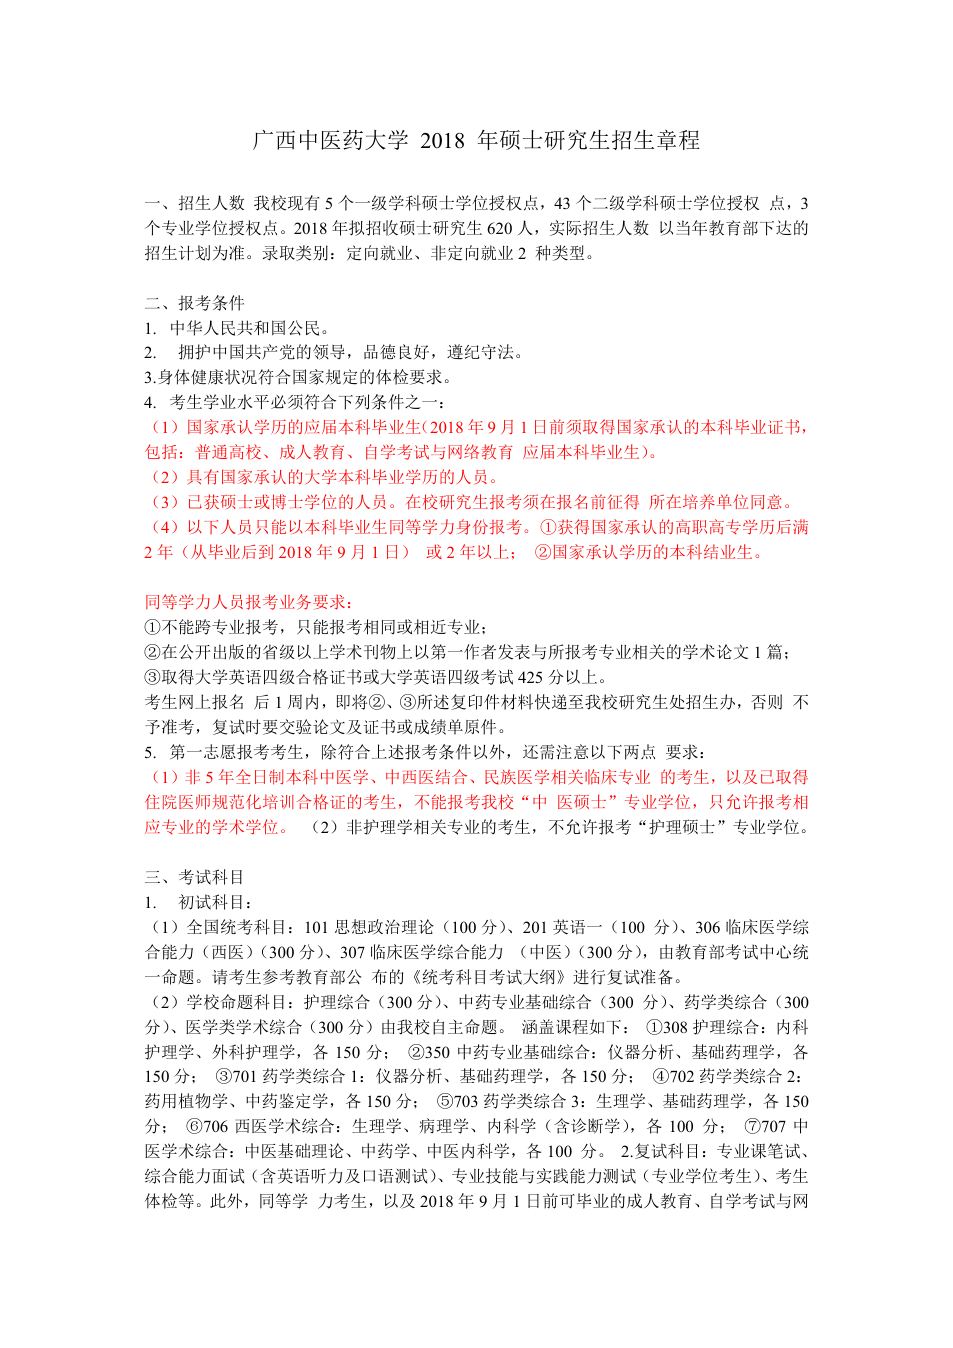 广西中医药大学 2018 年硕士研究生招生章程
一、招生人数 我校现有 5 个一级学科硕士学位授权点，43 个二级学科硕士学位授权 点，3
个专业学位授权点。2018 年拟招收硕士研究生 620 人，实际招生人数 以当年教育部下达的
招生计划为准。录取类别：定向就业、非定向就业 2 种类型。
二、报考条件
1. 中华人民共和国公民。
2. 拥护中国共产党的领导，品德良好，遵纪守法。
3.身体健康状况符合国家规定的体检要求。
4. 考生学业水平必须符合下列条件之一：
（1）国家承认学历的应届本科毕业生（2018 年 9 月 1 日前须取得国家承认的本科毕业证书，
包括：普通高校、成人教育、自学考试与网络教育 应届本科毕业生）。
（2）具有国家承认的大学本科毕业学历的人员。
（3）已获硕士或博士学位的人员。在校研究生报考须在报名前征得 所在培养单位同意。
（4）以下人员只能以本科毕业生同等学力身份报考。①获得国家承认的高职高专学历后满
2 年（从毕业后到 2018 年 9 月 1 日） 或 2 年以上； ②国家承认学历的本科结业生。
同等学力人员报考业务要求：
①不能跨专业报考，只能报考相同或相近专业；
②在公开出版的省级以上学术刊物上以第一作者发表与所报考专业相关的学术论文 1 篇；
③取得大学英语四级合格证书或大学英语四级考试 425 分以上。
考生网上报名 后 1 周内，即将②、③所述复印件材料快递至我校研究生处招生办，否则 不
予准考，复试时要交验论文及证书或成绩单原件。
5. 第一志愿报考考生，除符合上述报考条件以外，还需注意以下两点 要求：
（1）非 5 年全日制本科中医学、中西医结合、民族医学相关临床专业 的考生，以及已取得
住院医师规范化培训合格证的考生，不能报考我校“中 医硕士”专业学位，只允许报考相
应专业的学术学位。 （2）非护理学相关专业的考生，不允许报考“护理硕士”专业学位。
三、考试科目
1. 初试科目：
（1）全国统考科目：101 思想政治理论（100 分）、201 英语一（100 分）、306 临床医学综
合能力（西医）（300 分）、307 临床医学综合能力 （中医）（300 分），由教育部考试中心统
一命题。请考生参考教育部公 布的《统考科目考试大纲》进行复试准备。
（2）学校命题科目：护理综合（300 分）、中药专业基础综合（300 分）、药学类综合（300
分）、医学类学术综合（300 分）由我校自主命题。 涵盖课程如下： ①308 护理综合：内科
护理学、外科护理学，各 150 分； ②350 中药专业基础综合：仪器分析、基础药理学，各
150 分； ③701 药学类综合 1：仪器分析、基础药理学，各 150 分； ④702 药学类综合 2：
药用植物学、中药鉴定学，各 150 分； ⑤703 药学类综合 3：生理学、基础药理学，各 150
分； ⑥706 西医学术综合：生理学、病理学、内科学（含诊断学），各 100 分； ⑦707 中
医学术综合：中医基础理论、中药学、中医内科学，各 100 分。 2.复试科目：专业课笔试、
综合能力面试（含英语听力及口语测试）、专业技能与实践能力测试（专业学位考生）、考生
体检等。此外，同等学 力考生，以及 2018 年 9 月 1 日前可毕业的成人教育、自学考试与网